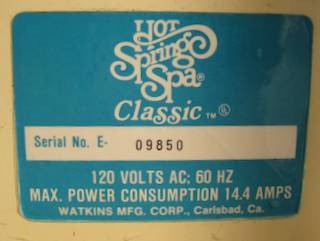 HOT
Spring
Spa®
Classic™ UL
Serial No. E- 09850
120 VOLTS AC; 60 HZ
MAX. POWER CONSUMPTION 14.4 AMPS
WATKINS MFG. CORP., Carlsbad, Ca.